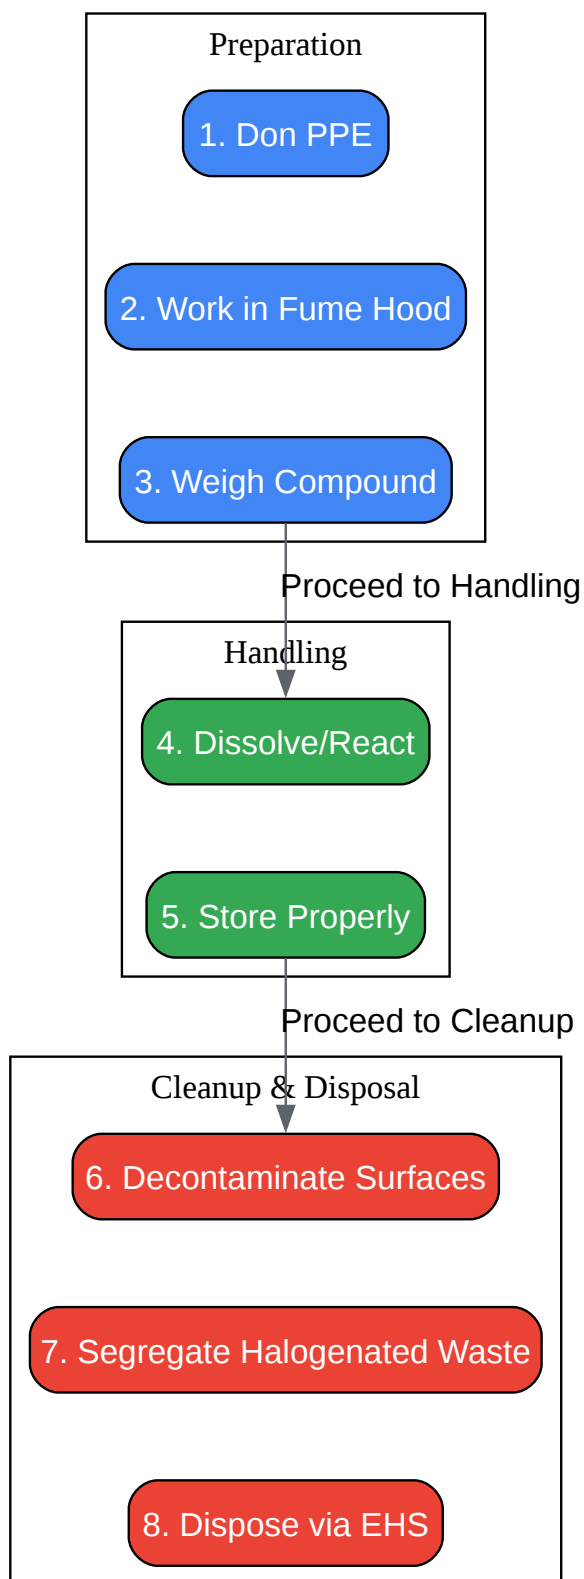 Preparation
1. Don PPE
2. Work in Fume Hood
3. Weigh Compound
Proceed to Handling
Handling
4. Dissolve/React
5. Store Properly
Proceed to Cleanup
Cleanup & Disposal
6. Decontaminate Surfaces
7. Segregate Halogenated Waste
8. Dispose via EHS